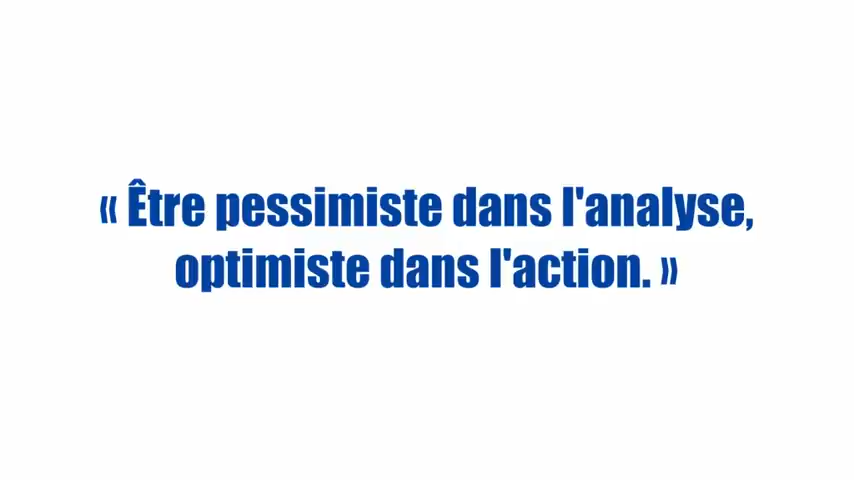 « Être pessimiste dans l'analyse,
optimiste dans l'action. »